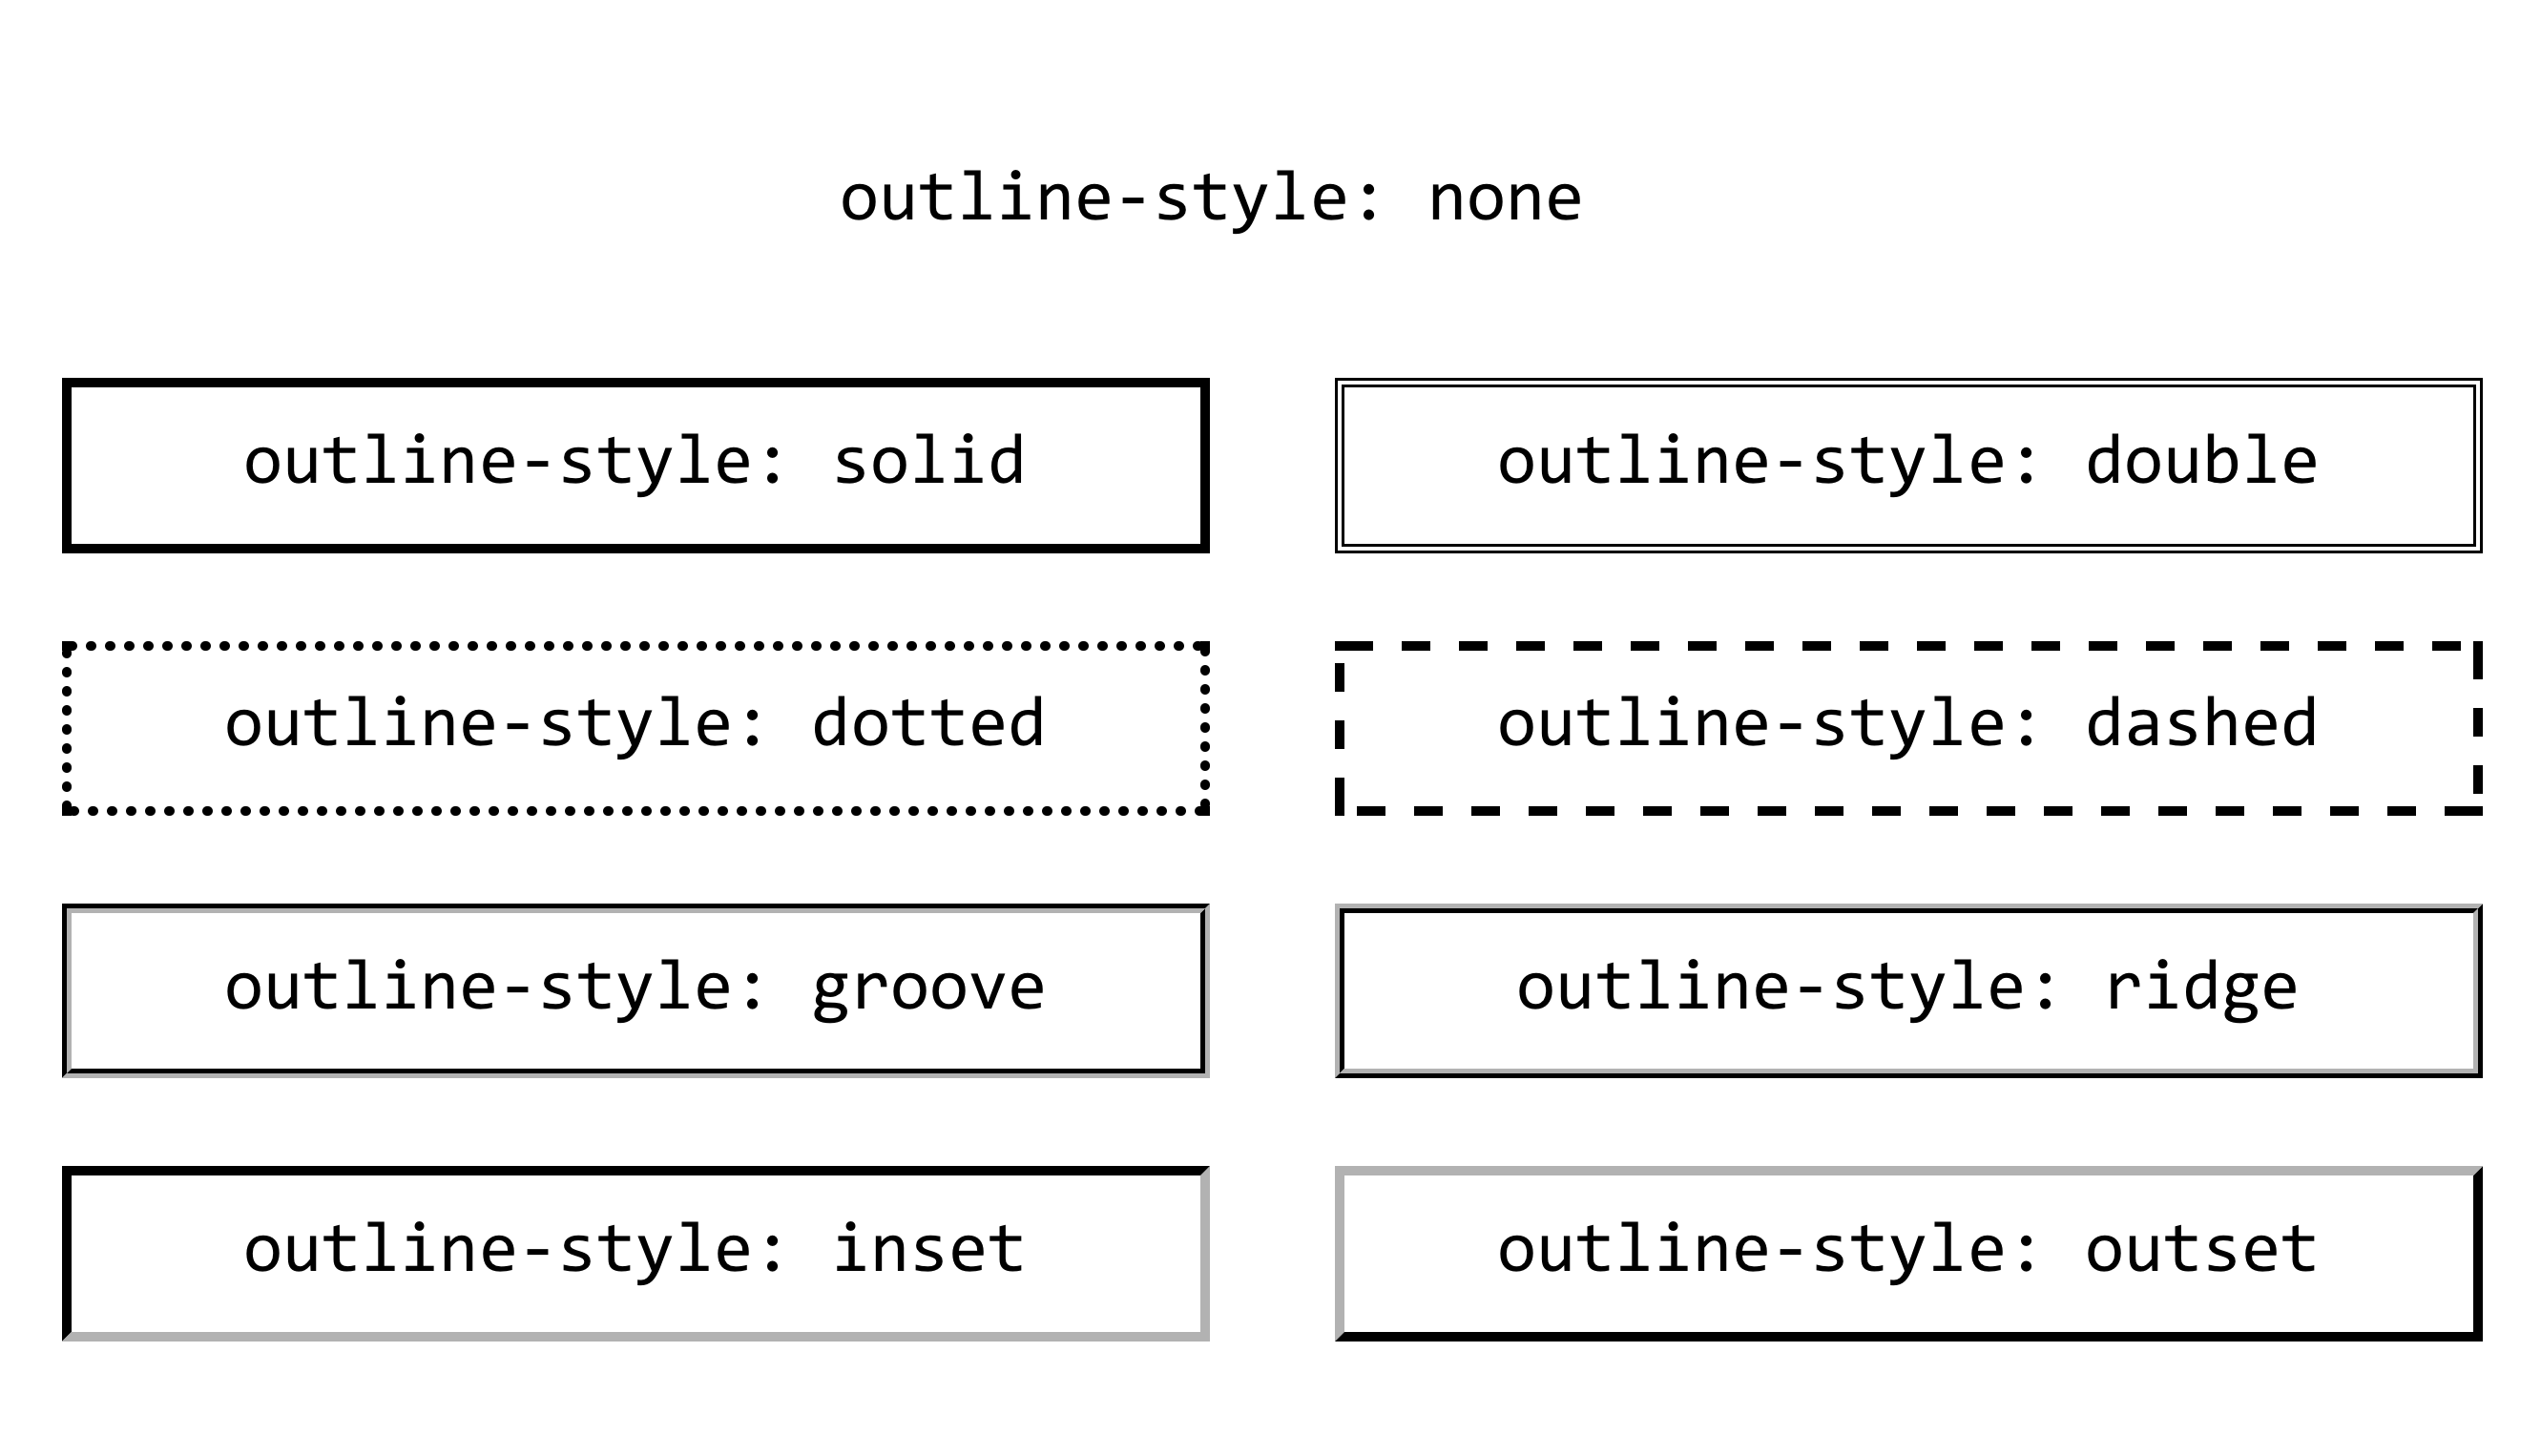 outline-style: none
outline-style: solid
outline-style: double
outline-style: dotted
outline-style: dashed
outline-style: groove
outline-style: ridge
outline-style: inset
outline-style: outset